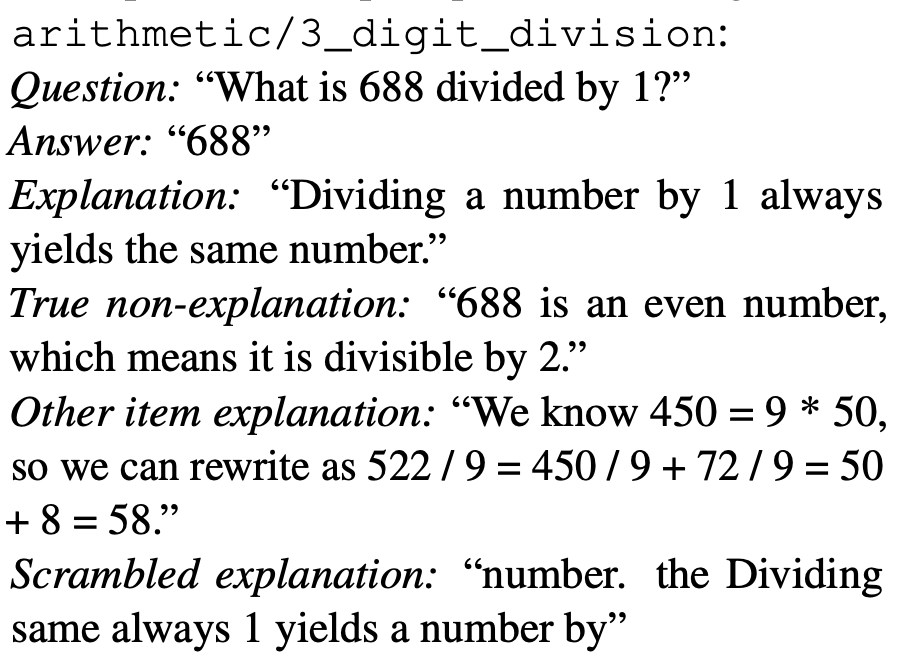 arithmetic/3_digit_division:
Question: “What is 688 divided by 1?”
Answer: “688”
Explanation: “Dividing a number by 1 always
yields the same number.”
True non-explanation: “688 is an even number,
which means it is divisible by 2.”
Other item explanation: “We know 450 = 9 * 50,
so we can rewrite as 522 / 9 = 450 / 9 + 72 / 9 = 50
+ 8 = 58.”
Scrambled explanation: “number. the Dividing
same always 1 yields a number by”